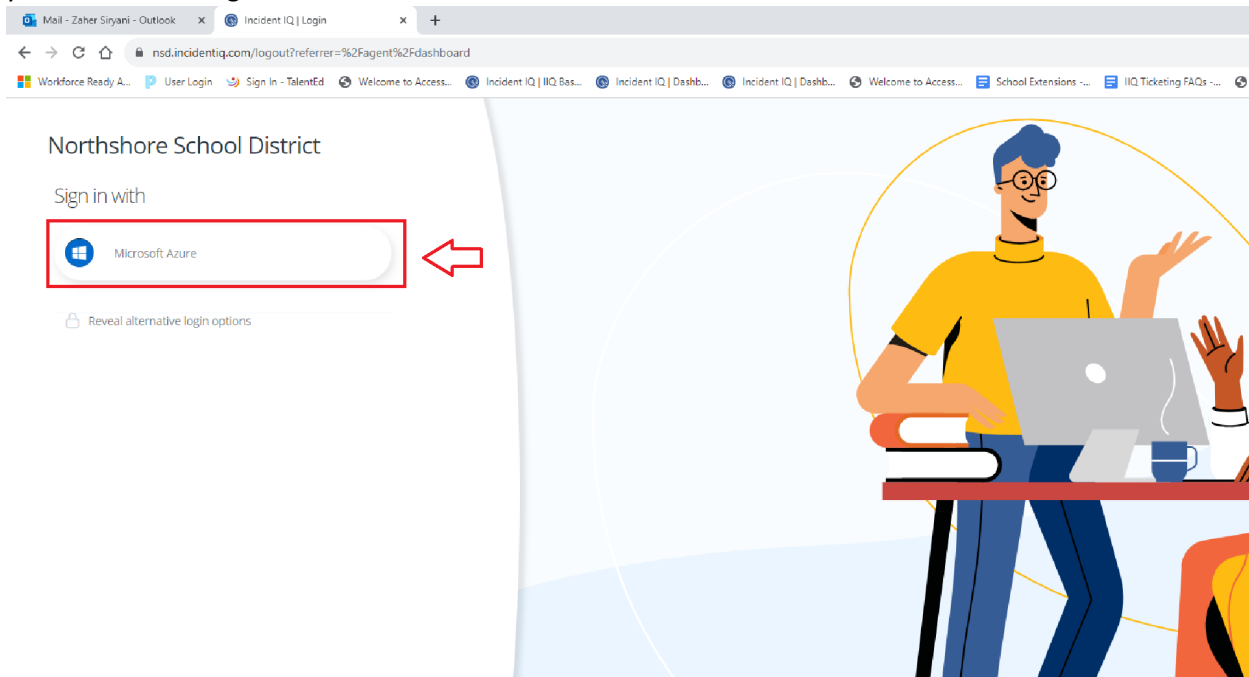 Mail - Zaher Siryani - Outlook
Incident IQ | Login
nsd.incidentiq.com/logout?referrer=%2Fagent%2Fdashboard
Workforce Ready A... User Login Sign In - TalentEd Welcome to Access... Incident IQ | IIQ Bas... Incident IQ | Dashb... Incident IQ | Dashb... Welcome to Access... School Extensions -... IIQ Ticketing FAQs -...
Northshore School District
Sign in with
Microsoft Azure
Reveal alternative login options